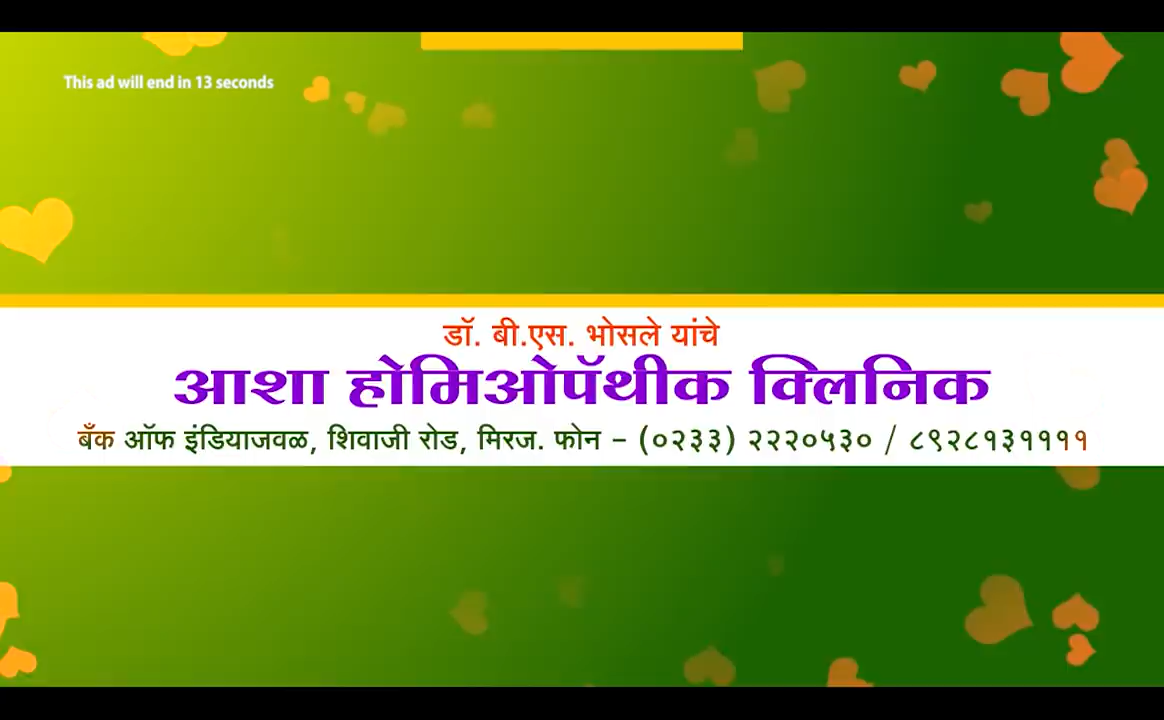 This ad will end in 13 seconds
डॉ. बी.एस. भोसले यांचे
आशा होमिओपॅथीक क्लिनिक
बँक ऑफ इंडियाजवळ, शिवाजी रोड, मिरज. फोन – (०२३३) २२२०५३० / ८९२८१३११११